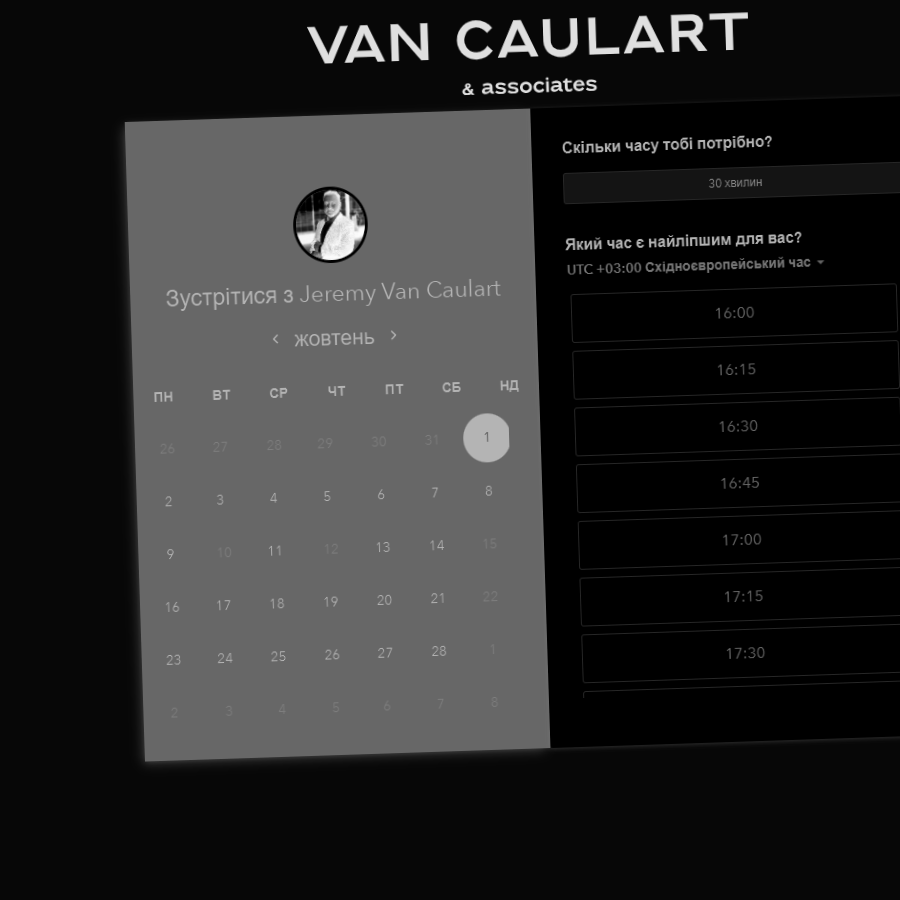 VAN CAULART
& associates
Зустрітися з Jeremy Van Caulart
‹ жовтень ›
ПН ВТ СР ЧТ ПТ СБ НД
26 27 28 29 30 31 1
2 3 4 5 6 7 8
9 10 11 12 13 14 15
16 17 18 19 20 21 22
23 24 25 26 27 28 1
2 3 4 5 6 7 8
Скільки часу тобі потрібно?
30 хвилин
Який час є найліпшим для вас?
UTC +03:00 Східноєвропейський час
16:00
16:15
16:30
16:45
17:00
17:15
17:30